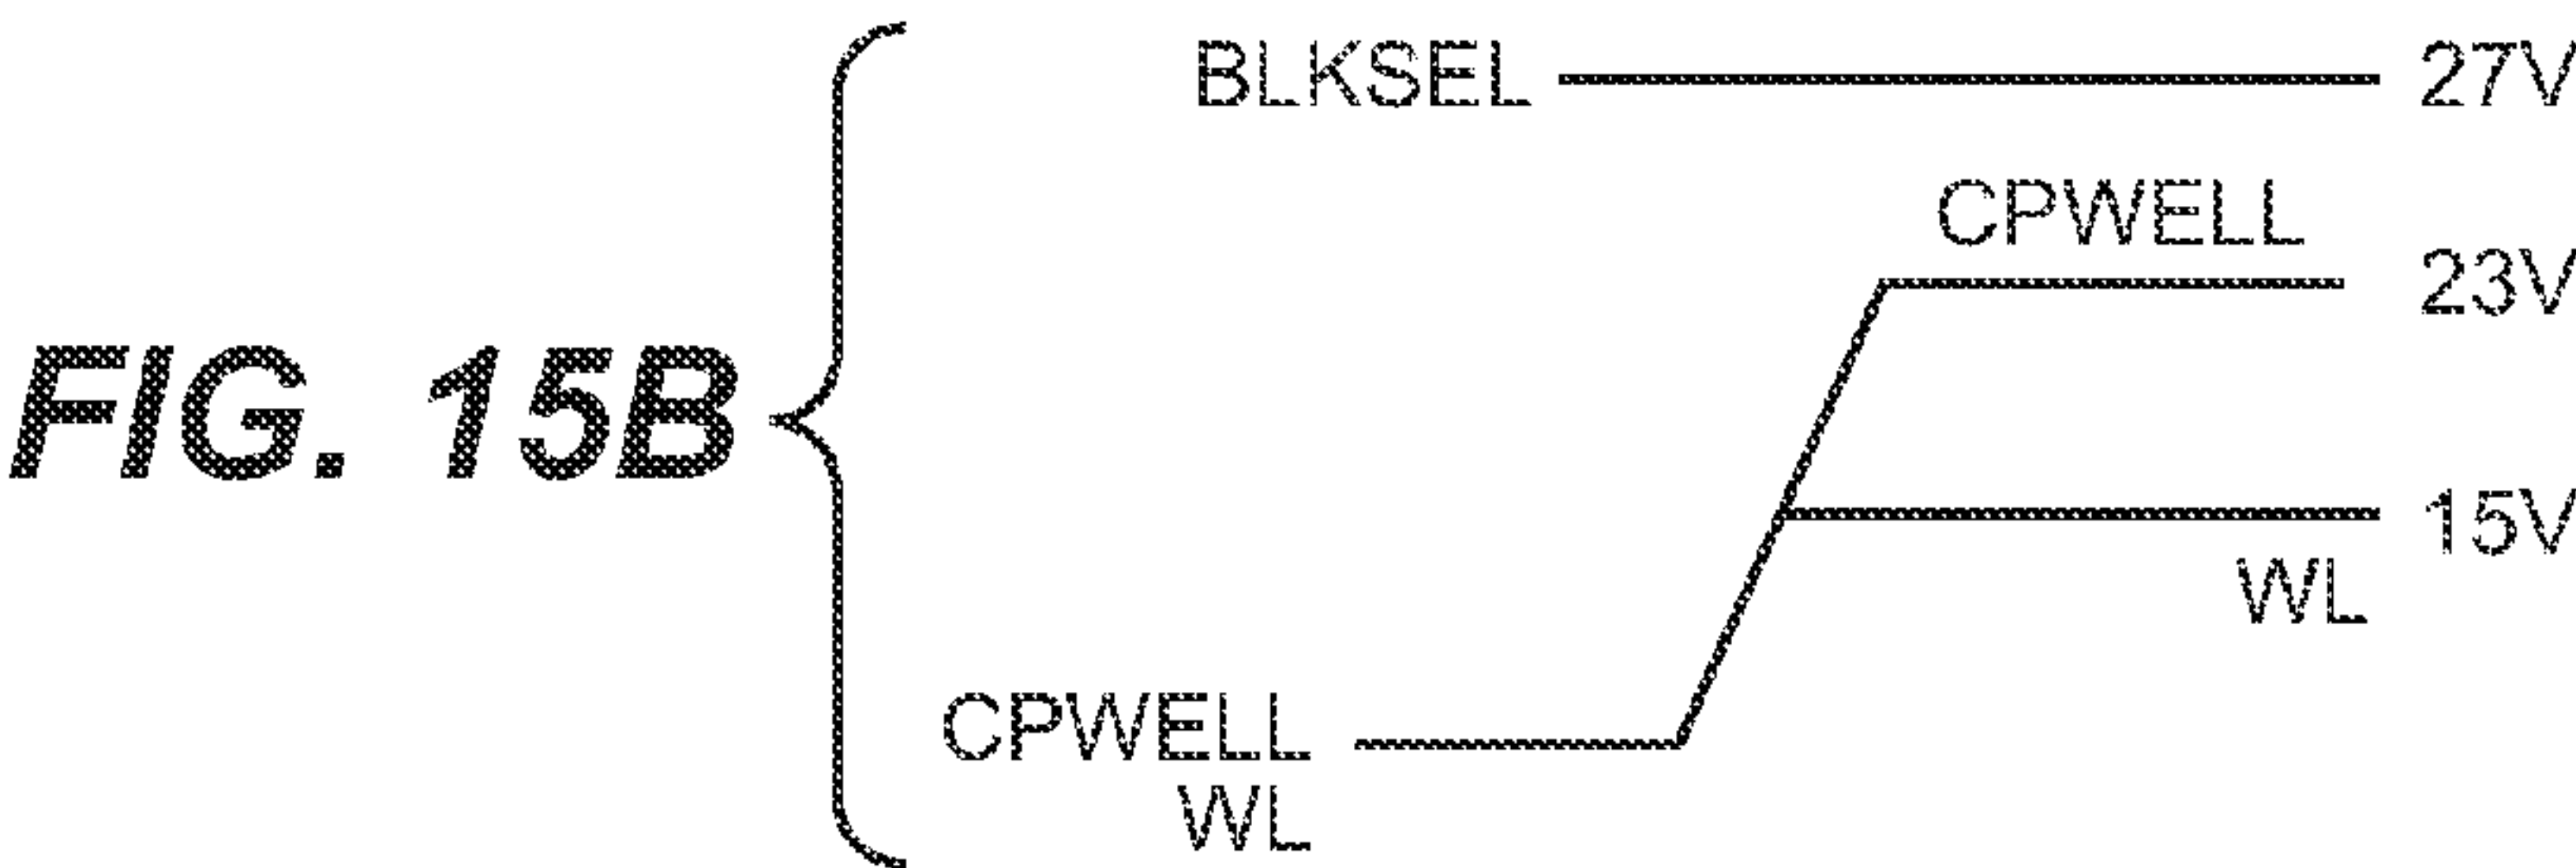 BLKSEL 27V
CPWELL
23V
FIG. 15B
15V
WL
CPWELL
WL